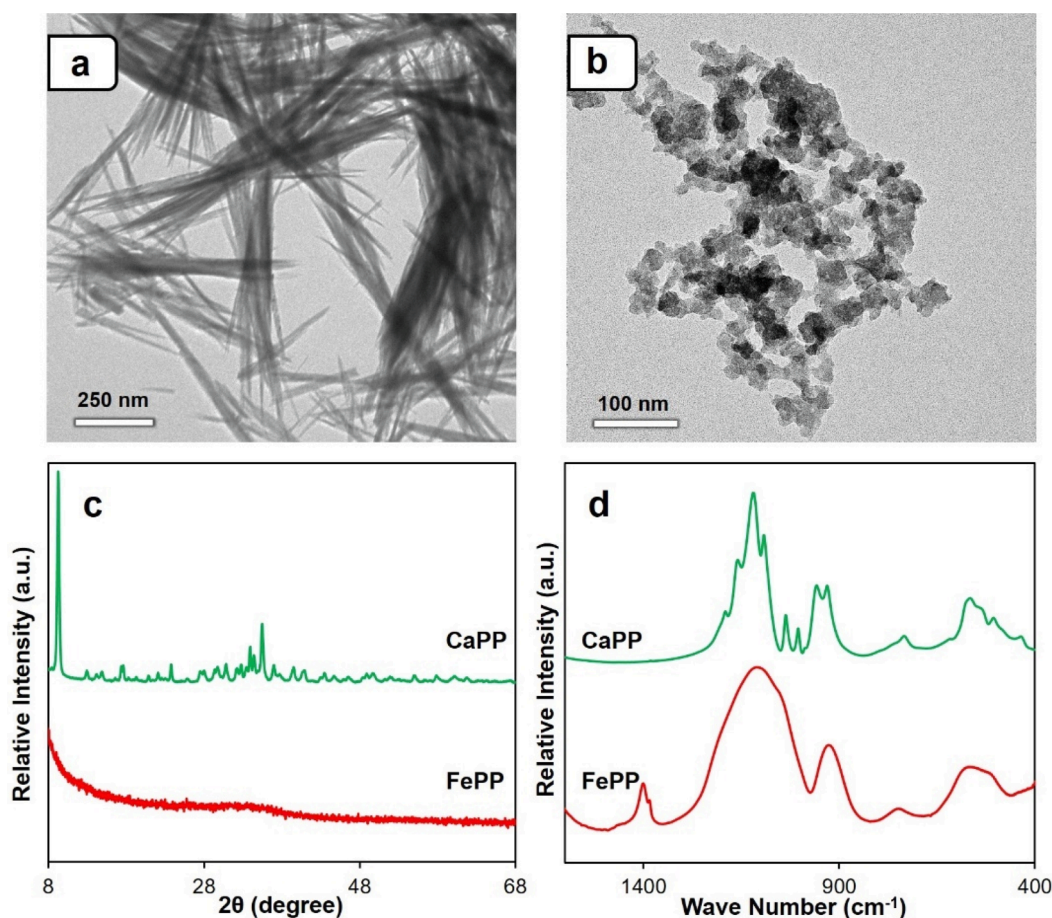 a
250 nm
b
100 nm
c
Relative Intensity (a.u.)
CaPP
FePP
8 28 48 68
2θ (degree)
d
Relative Intensity (a.u.)
CaPP
FePP
1400 900 400
Wave Number (cm⁻¹)